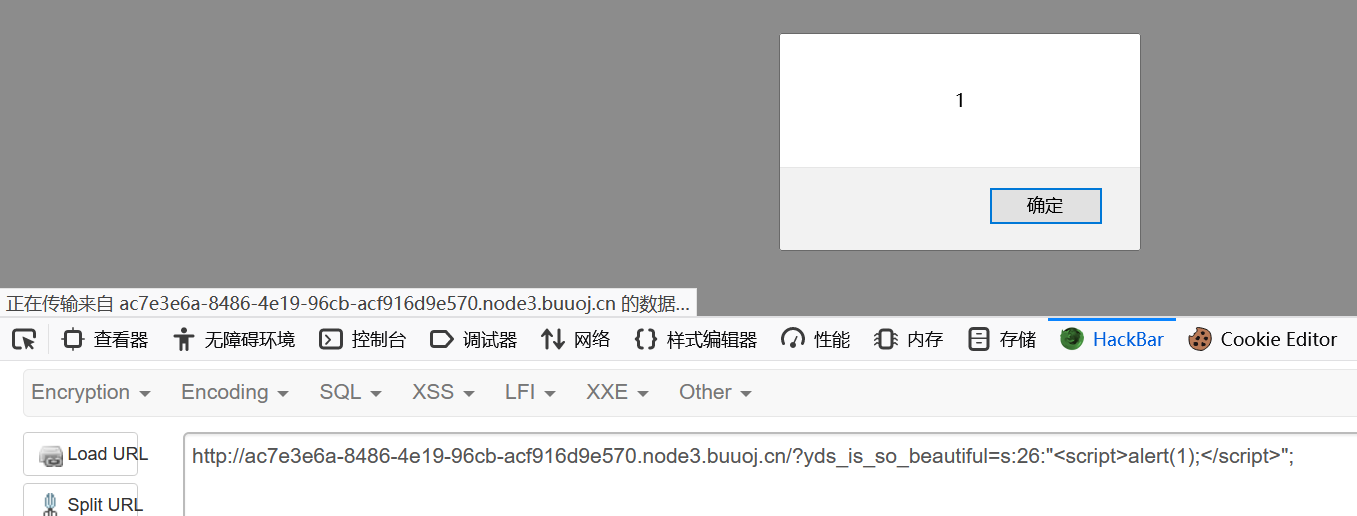 1
确定
正在传输来自 ac7e3e6a-8486-4e19-96cb-acf916d9e570.node3.buuoj.cn 的数据...
查看器 无障碍环境 控制台 调试器 网络 样式编辑器 性能 内存 存储 HackBar Cookie Editor
Encryption Encoding SQL XSS LFI XXE Other
Load URL http://ac7e3e6a-8486-4e19-96cb-acf916d9e570.node3.buuoj.cn/?yds_is_so_beautiful=s:26:"<script>alert(1);</script>";
Split URL